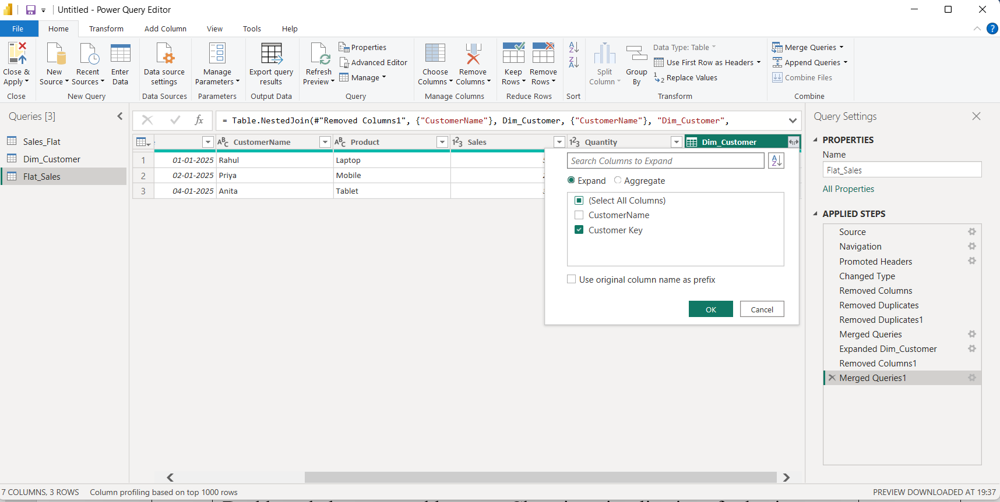 Untitled - Power Query Editor
File Home Transform Add Column View Tools Help
Close & Apply
Close
New Source
Recent Sources
Enter Data
New Query
Data source settings
Data Sources
Manage Parameters
Parameters
Export query results
Output Data
Refresh Preview
Properties
Advanced Editor
Manage
Query
Choose Columns
Remove Columns
Manage Columns
Keep Rows
Remove Rows
Reduce Rows
Sort
Split Column
Group By
Data Type: Table
Use First Row as Headers
Replace Values
Transform
Merge Queries
Append Queries
Combine Files
Combine
Queries [3]
Sales_Flat
Dim_Customer
Flat_Sales
= Table.NestedJoin(#"Removed Columns1", {"CustomerName"}, Dim_Customer, {"CustomerName"}, "Dim_Customer",
CustomerName Product Sales Quantity Dim_Customer
1 01-01-2025 Rahul Laptop
2 02-01-2025 Priya Mobile
3 04-01-2025 Anita Tablet
Search Columns to Expand
Expand Aggregate
(Select All Columns)
CustomerName
Customer Key
Use original column name as prefix
OK Cancel
Query Settings
PROPERTIES
Name
Flat_Sales
All Properties
APPLIED STEPS
Source
Navigation
Promoted Headers
Changed Type
Removed Columns
Removed Duplicates
Removed Duplicates1
Merged Queries
Expanded Dim_Customer
Removed Columns1
Merged Queries1
7 COLUMNS, 3 ROWS Column profiling based on top 1000 rows
PREVIEW DOWNLOADED AT 19:37